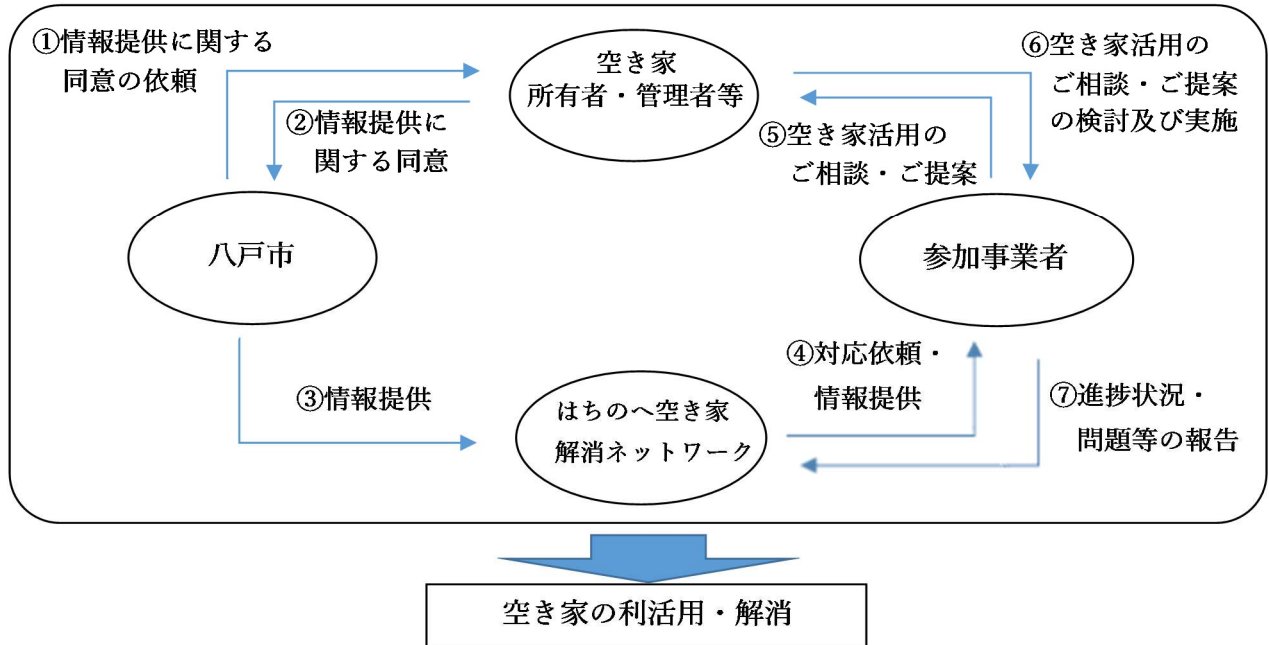 ①情報提供に関する
同意の依頼
空き家
所有者・管理者等
⑥空き家活用の
ご相談・ご提案
の検討及び実施
②情報提供に
関する同意
⑤空き家活用の
ご相談・ご提案
八戸市
参加事業者
③情報提供
はちのへ空き家
解消ネットワーク
④対応依頼・
情報提供
⑦進捗状況・
問題等の報告
空き家の利活用・解消